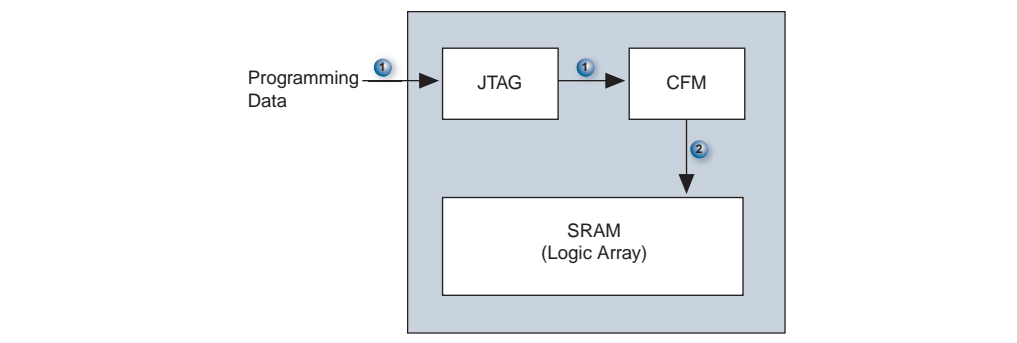 1
1
Programming
Data
JTAG
CFM
2
SRAM
(Logic Array)